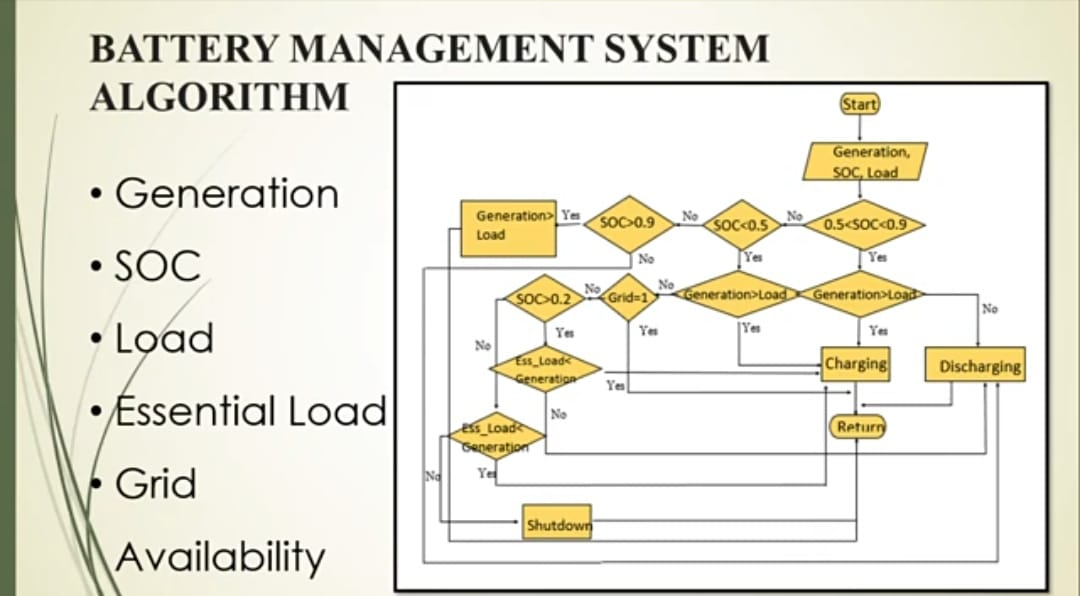 BATTERY MANAGEMENT SYSTEM
ALGORITHM
• Generation
• SOC
• Load
• Essential Load
• Grid
Availability
Start
Generation,
SOC, Load
Generation>
Load
Yes
SOC>0.9
No
SOC<0.5
No
0.5<SOC<0.9
No
Yes
Yes
SOC>0.2
No
Grid=1
No
Generation>Load
Generation>Load
No
No
Yes
Yes
Yes
Yes
Ess_Load<
Generation
Charging
Discharging
Yes
No
Return
Ess_Load<
Generation
No
Yes
Shutdown